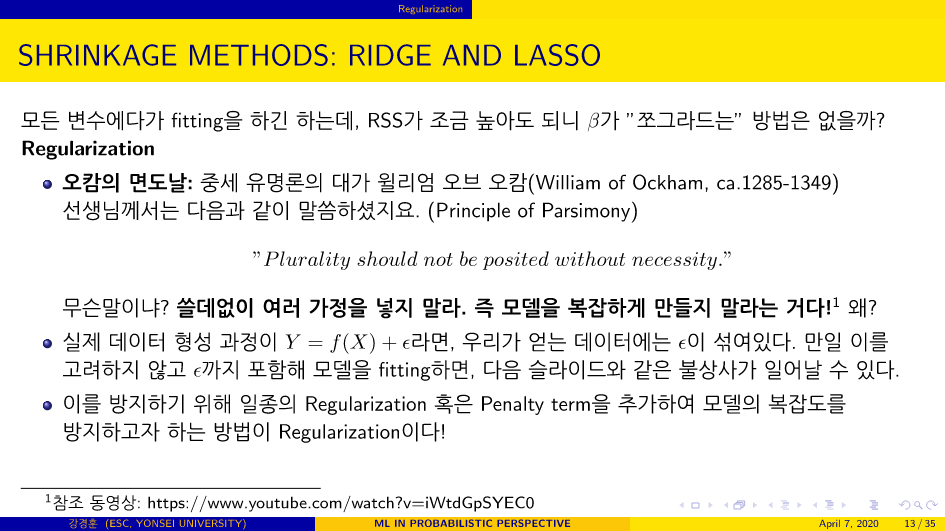 Regularization
SHRINKAGE METHODS: RIDGE AND LASSO
모든 변수에다가 fitting을 하긴 하는데, RSS가 조금 높아도 되니 β가 ”쪼그라드는” 방법은 없을까?
Regularization
오캄의 면도날: 중세 유명론의 대가 윌리엄 오브 오캄(William of Ockham, ca.1285-1349)
선생님께서는 다음과 같이 말씀하셨지요. (Principle of Parsimony)
”Plurality should not be posited without necessity.”
무슨말이냐? 쓸데없이 여러 가정을 넣지 말라. 즉 모델을 복잡하게 만들지 말라는 거다!¹ 왜?
실제 데이터 형성 과정이 Y = f(X) + ϵ라면, 우리가 얻는 데이터에는 ϵ이 섞여있다. 만일 이를
고려하지 않고 ϵ까지 포함해 모델을 fitting하면, 다음 슬라이드와 같은 불상사가 일어날 수 있다.
이를 방지하기 위해 일종의 Regularization 혹은 Penalty term을 추가하여 모델의 복잡도를
방지하고자 하는 방법이 Regularization이다!
¹참조 동영상: https://www.youtube.com/watch?v=iWtdGpSYEC0
강경훈 (ESC, YONSEI UNIVERSITY) ML IN PROBABILISTIC PERSPECTIVE April 7, 2020 13 / 35